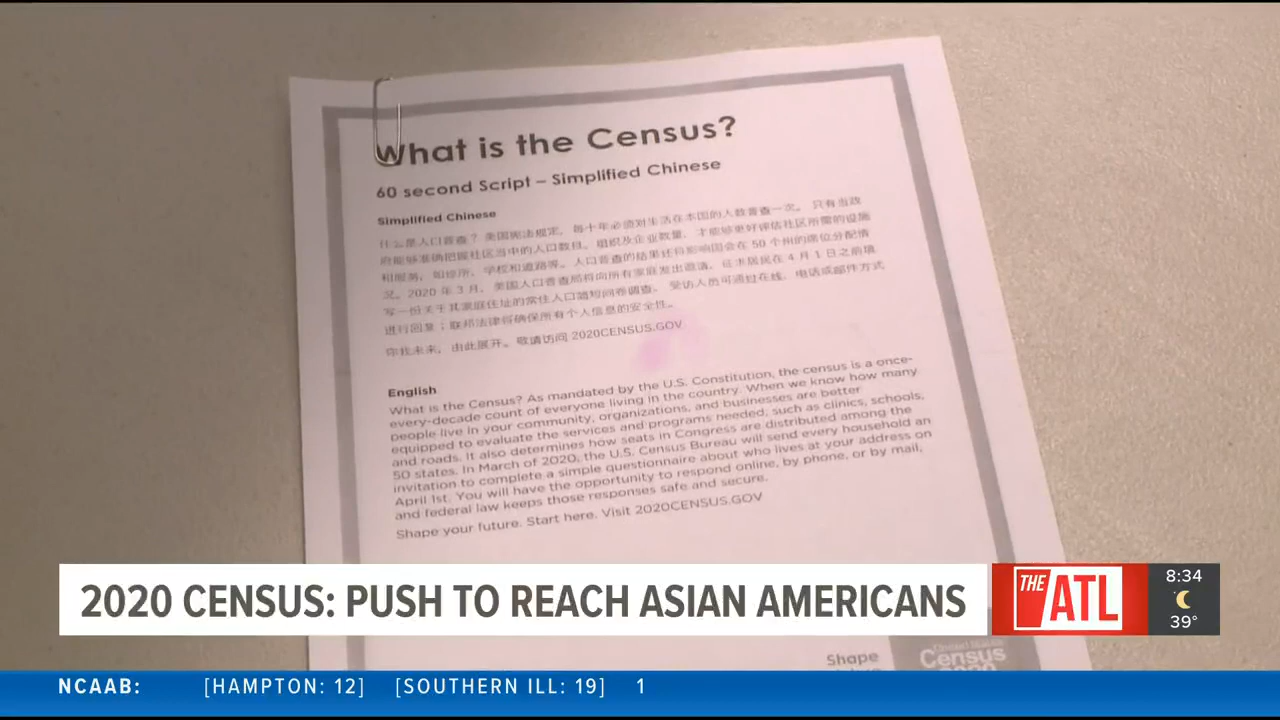 What is the Census?
60 second Script – Simplified Chinese
Simplified Chinese
什么是人口普查？ 美国宪法规定，每十年必须对生活在本国的人数普查一次。 只有当政
府能够准确把握社区当中的人口数目、组织及企业数量，才能够更好评估社区所需的设施
和服务，如诊所、学校和道路等。人口普查的结果还将影响国会在 50 个州的席位分配情
况。2020 年 3 月，美国人口普查局将向所有家庭发出邀请，征求居民在 4 月 1 日之前填
写一份关于其家庭住址的常住人口简短问卷调查。 受访人员可通过在线、电话或邮件方式
进行回复；联邦法律将确保所有个人信息的安全性。
你我未来，由此展开。敬请访问 2020CENSUS.GOV
English
What is the Census? As mandated by the U.S. Constitution, the census is a once-
every-decade count of everyone living in the country. When we know how many
people live in your community, organizations, and businesses are better
equipped to evaluate the services and programs needed, such as clinics, schools,
and roads. It also determines how seats in Congress are distributed among the
50 states. In March of 2020, the U.S. Census Bureau will send every household an
invitation to complete a simple questionnaire about who lives at your address on
April 1st. You will have the opportunity to respond online, by phone, or by mail,
and federal law keeps those responses safe and secure.
Shape your future. Start here. Visit 2020CENSUS.GOV
2020 CENSUS: PUSH TO REACH ASIAN AMERICANS
THE ATL
8:34
39°
Shape
United States
Census
NCAAB: [HAMPTON: 12] [SOUTHERN ILL: 19] 1